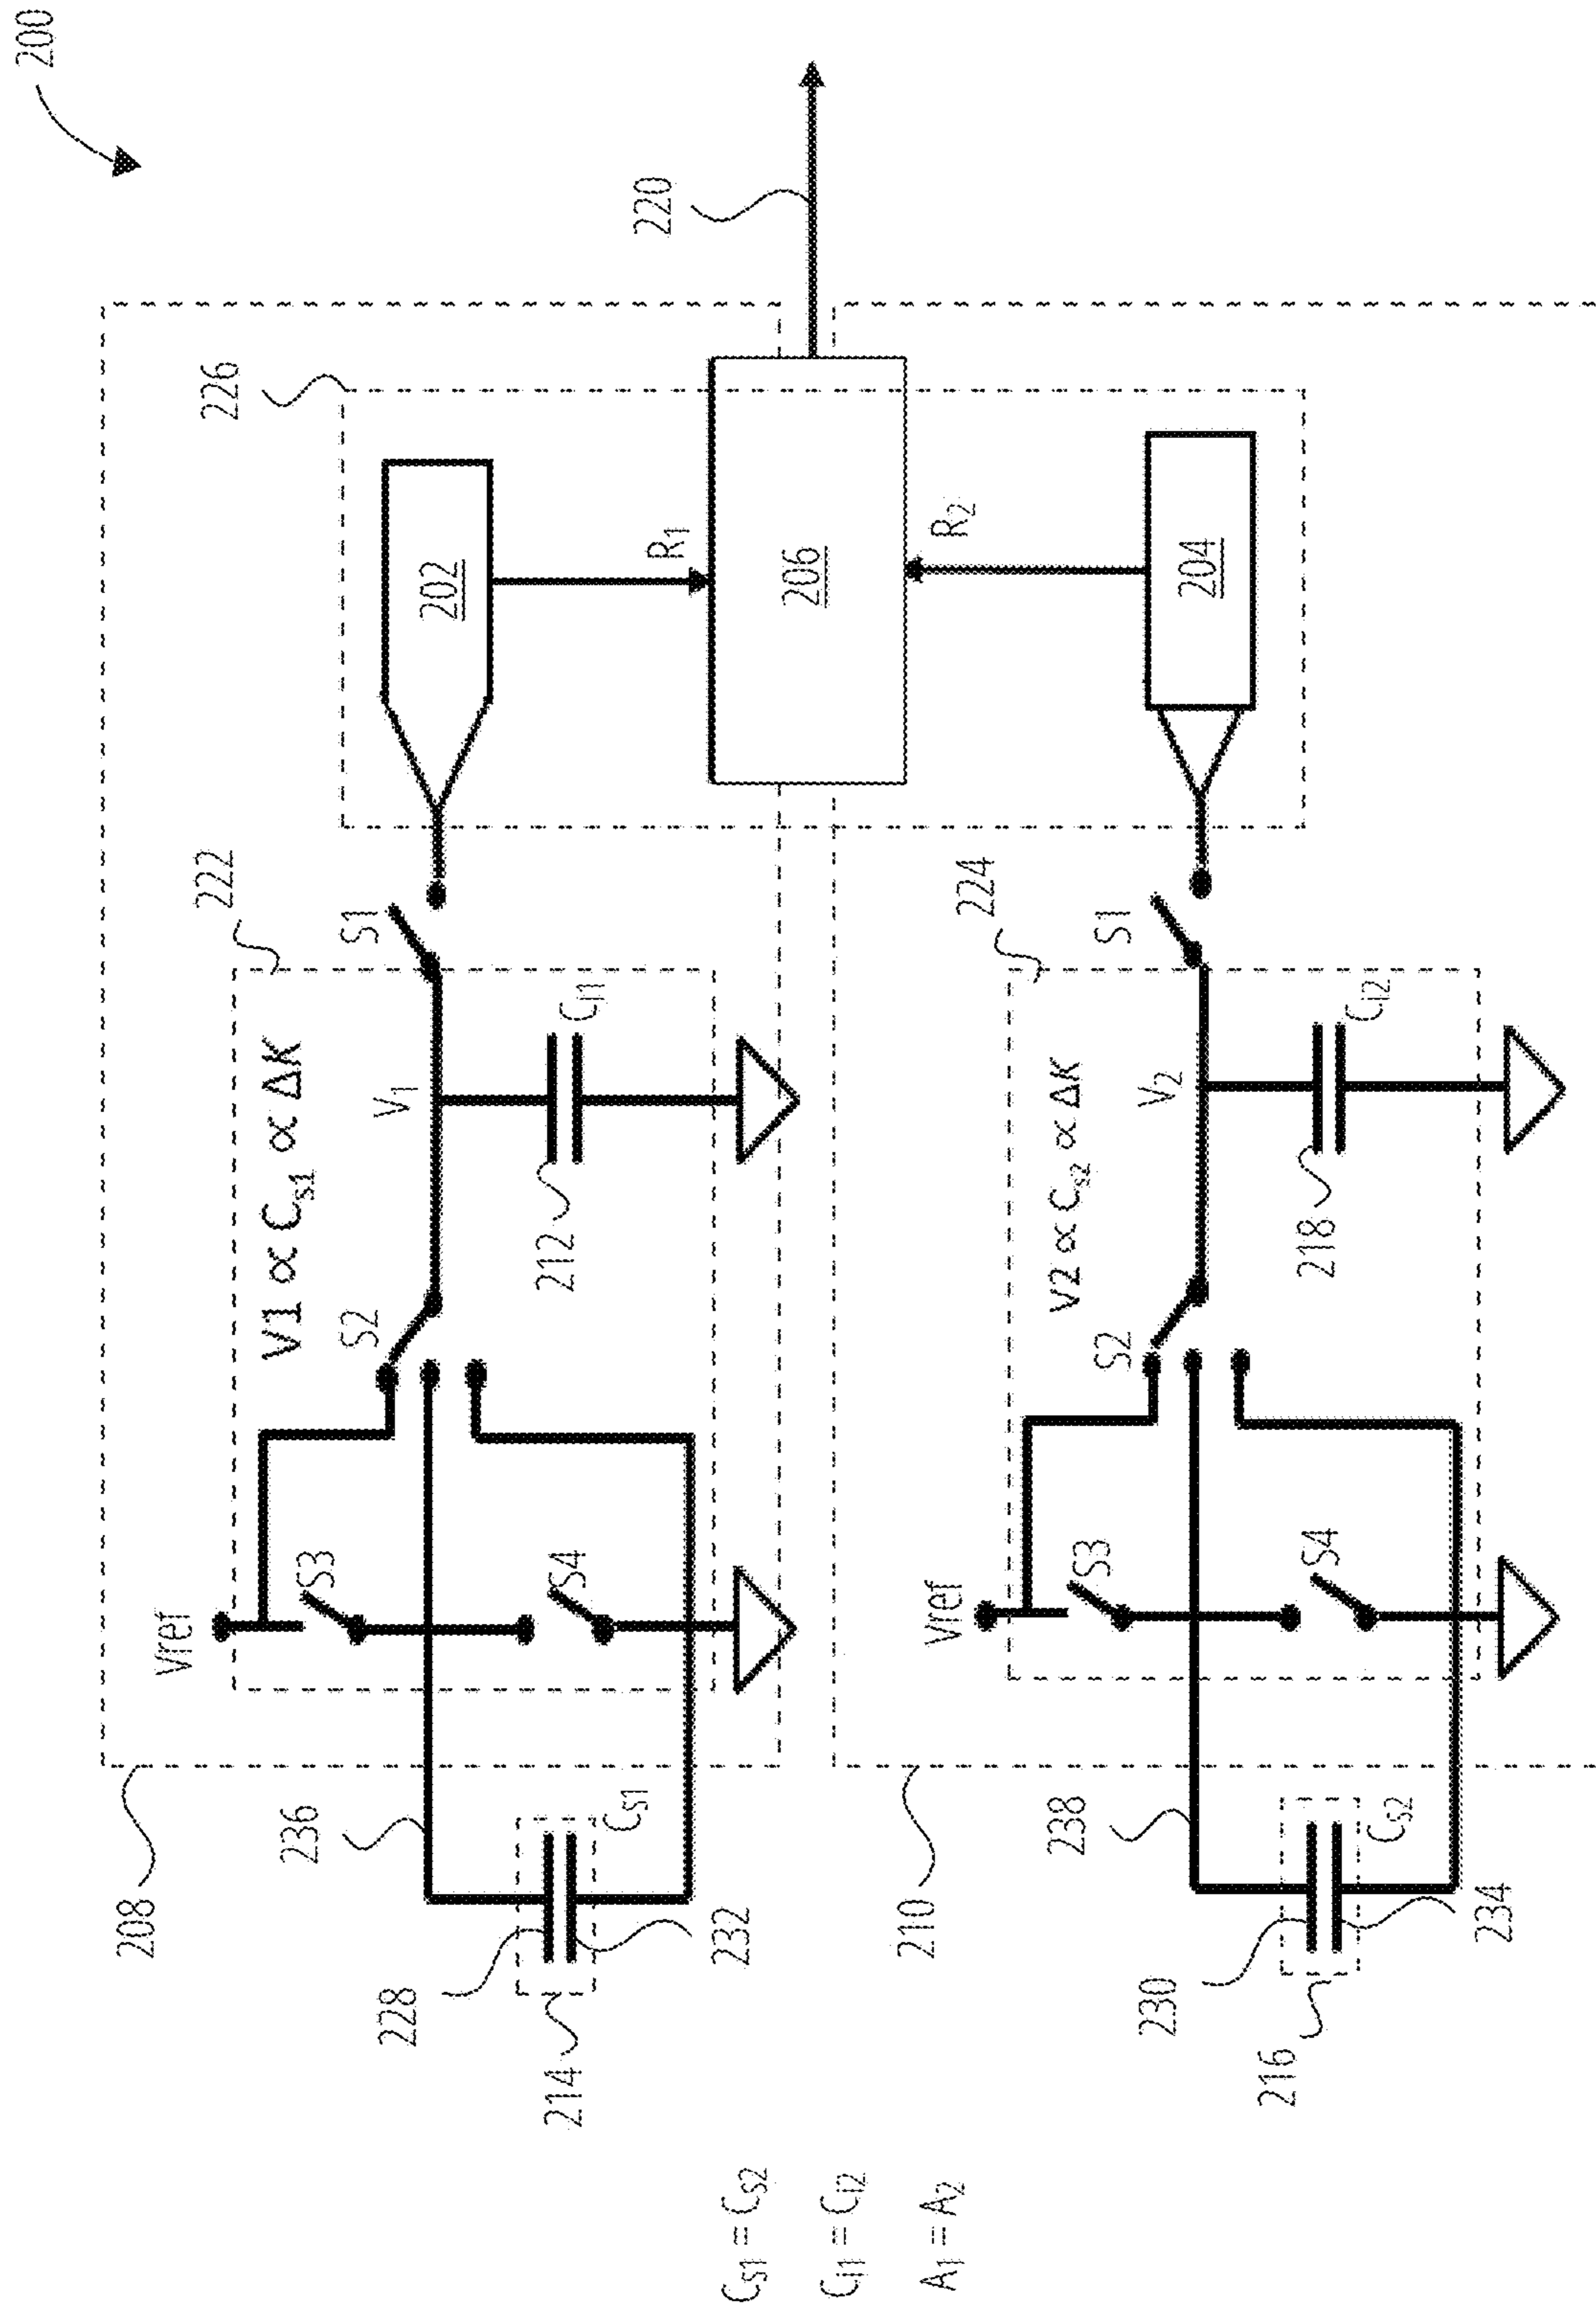 200
208
222
226
Vref
S3
S4
V1 ∝ Cs1 ∝ ΔK
S2
V1
S1
Ci1
212
202
R1
236
228
214
Cs1
232
206
220
210
224
Vref
S3
S4
V2 ∝ Cs2 ∝ ΔK
S2
V2
S1
Ci2
218
204
R2
238
230
216
Cs2
234
Cs1 = Cs2
Ci1 = Ci2
A1 = A2